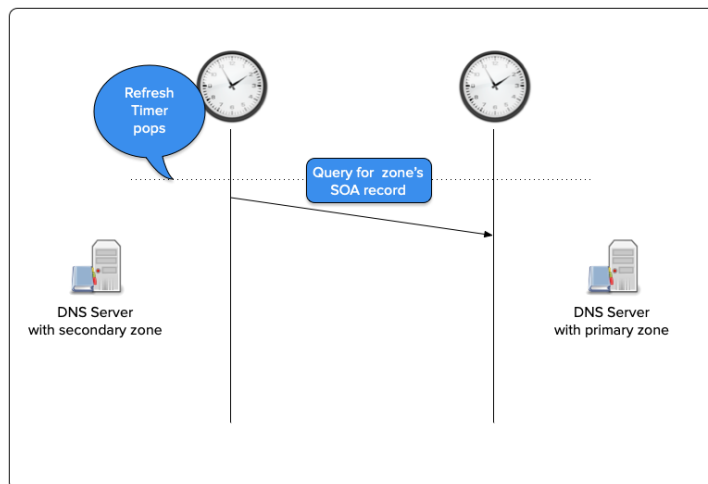 Refresh
Timer
pops
Query for zone's
SOA record
DNS Server
with secondary zone
DNS Server
with primary zone